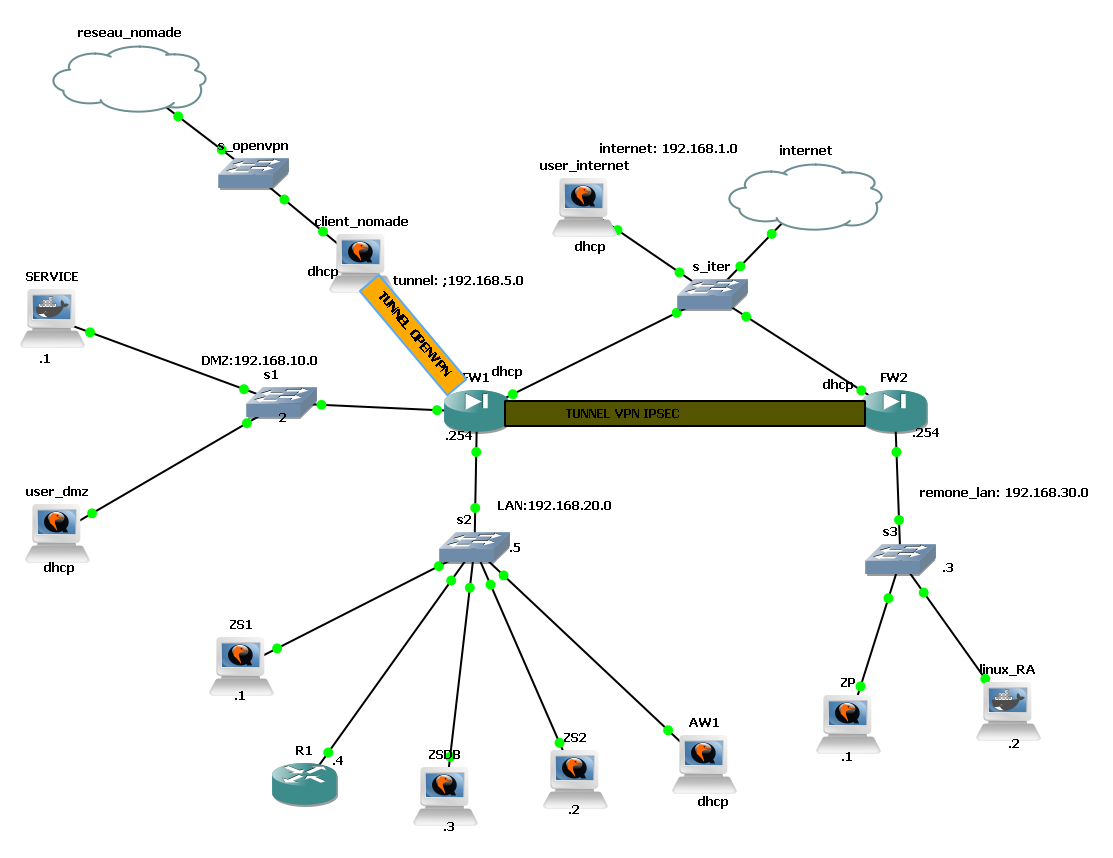 reseau_nomade
s_openvpn
internet: 192.168.1.0
internet
user_internet
dhcp
client_nomade
dhcp
tunnel: ;192.168.5.0
s_iter
SERVICE
.1
TUNNEL OPENVPN
DMZ:192.168.10.0
s1
2
FW1
dhcp
.254
TUNNEL VPN IPSEC
dhcp
FW2
.254
user_dmz
dhcp
LAN:192.168.20.0
s2
.5
remone_lan: 192.168.30.0
s3
.3
ZS1
.1
R1
.4
ZSDB
.3
ZS2
.2
AW1
dhcp
ZP
.1
linux_RA
.2